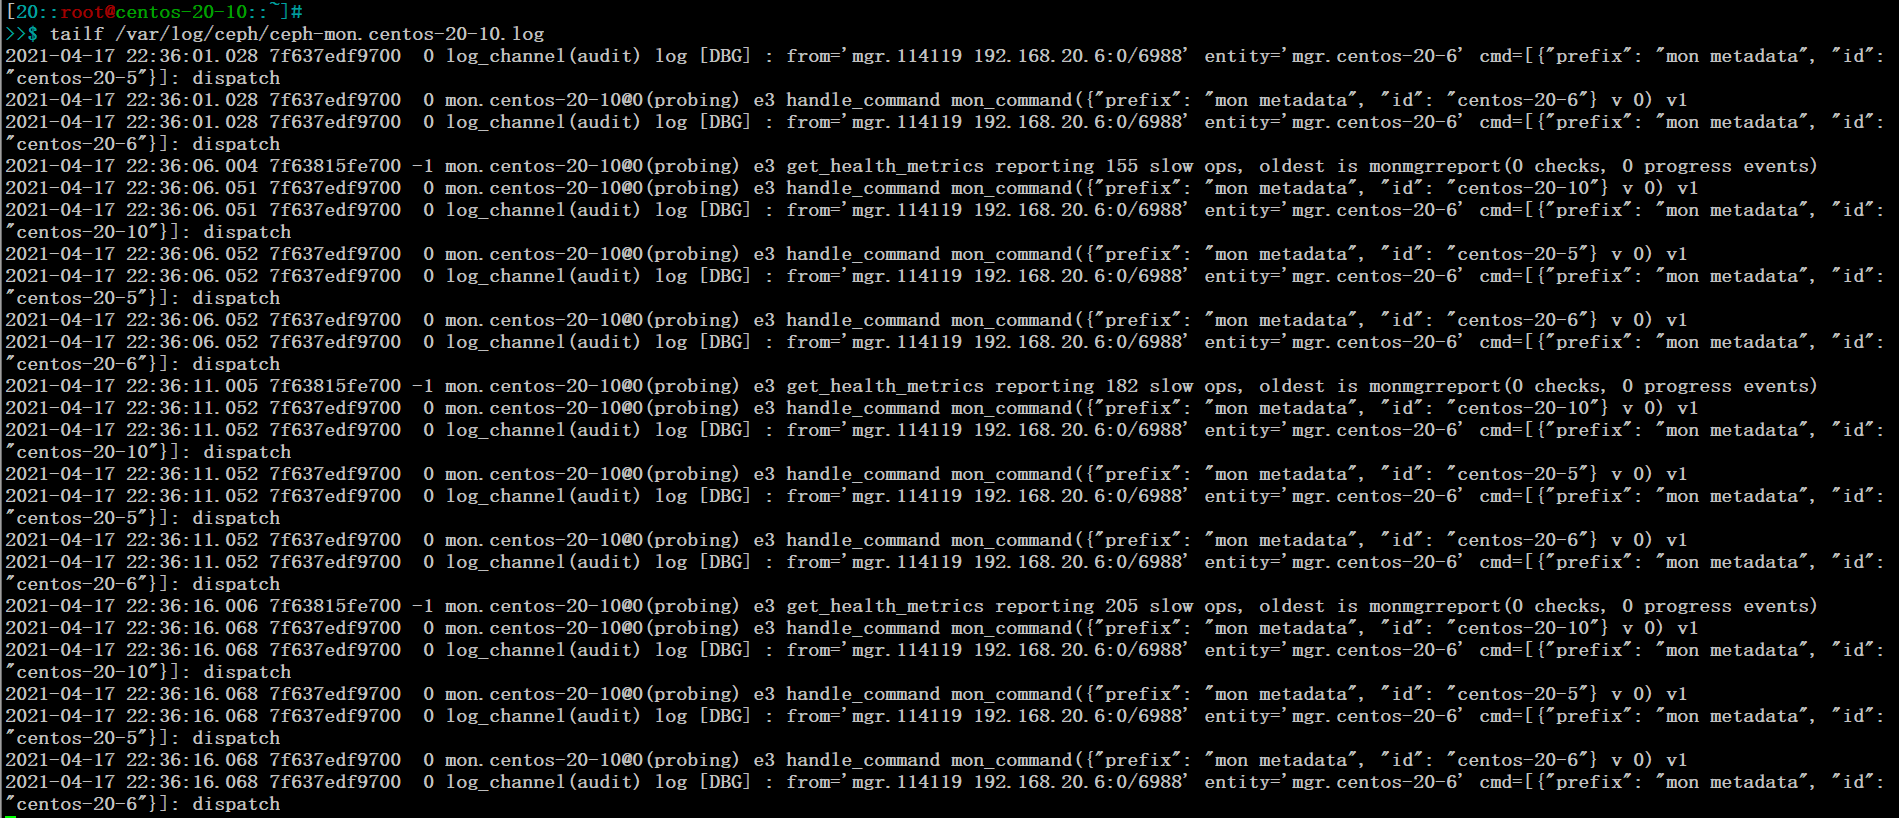 [20::root@centos-20-10::~]#
>>$ tailf /var/log/ceph/ceph-mon.centos-20-10.log
2021-04-17 22:36:01.028 7f637edf9700  0 log_channel(audit) log [DBG] : from='mgr.114119 192.168.20.6:0/6988' entity='mgr.centos-20-6' cmd=[{"prefix": "mon metadata", "id":
"centos-20-5"}]: dispatch
2021-04-17 22:36:01.028 7f637edf9700  0 mon.centos-20-10@0(probing) e3 handle_command mon_command({"prefix": "mon metadata", "id": "centos-20-6"} v 0) v1
2021-04-17 22:36:01.028 7f637edf9700  0 log_channel(audit) log [DBG] : from='mgr.114119 192.168.20.6:0/6988' entity='mgr.centos-20-6' cmd=[{"prefix": "mon metadata", "id":
"centos-20-6"}]: dispatch
2021-04-17 22:36:06.004 7f63815fe700 -1 mon.centos-20-10@0(probing) e3 get_health_metrics reporting 155 slow ops, oldest is monmgrreport(0 checks, 0 progress events)
2021-04-17 22:36:06.051 7f637edf9700  0 mon.centos-20-10@0(probing) e3 handle_command mon_command({"prefix": "mon metadata", "id": "centos-20-10"} v 0) v1
2021-04-17 22:36:06.051 7f637edf9700  0 log_channel(audit) log [DBG] : from='mgr.114119 192.168.20.6:0/6988' entity='mgr.centos-20-6' cmd=[{"prefix": "mon metadata", "id":
"centos-20-10"}]: dispatch
2021-04-17 22:36:06.052 7f637edf9700  0 mon.centos-20-10@0(probing) e3 handle_command mon_command({"prefix": "mon metadata", "id": "centos-20-5"} v 0) v1
2021-04-17 22:36:06.052 7f637edf9700  0 log_channel(audit) log [DBG] : from='mgr.114119 192.168.20.6:0/6988' entity='mgr.centos-20-6' cmd=[{"prefix": "mon metadata", "id":
"centos-20-5"}]: dispatch
2021-04-17 22:36:06.052 7f637edf9700  0 mon.centos-20-10@0(probing) e3 handle_command mon_command({"prefix": "mon metadata", "id": "centos-20-6"} v 0) v1
2021-04-17 22:36:06.052 7f637edf9700  0 log_channel(audit) log [DBG] : from='mgr.114119 192.168.20.6:0/6988' entity='mgr.centos-20-6' cmd=[{"prefix": "mon metadata", "id":
"centos-20-6"}]: dispatch
2021-04-17 22:36:11.005 7f63815fe700 -1 mon.centos-20-10@0(probing) e3 get_health_metrics reporting 182 slow ops, oldest is monmgrreport(0 checks, 0 progress events)
2021-04-17 22:36:11.052 7f637edf9700  0 mon.centos-20-10@0(probing) e3 handle_command mon_command({"prefix": "mon metadata", "id": "centos-20-10"} v 0) v1
2021-04-17 22:36:11.052 7f637edf9700  0 log_channel(audit) log [DBG] : from='mgr.114119 192.168.20.6:0/6988' entity='mgr.centos-20-6' cmd=[{"prefix": "mon metadata", "id":
"centos-20-10"}]: dispatch
2021-04-17 22:36:11.052 7f637edf9700  0 mon.centos-20-10@0(probing) e3 handle_command mon_command({"prefix": "mon metadata", "id": "centos-20-5"} v 0) v1
2021-04-17 22:36:11.052 7f637edf9700  0 log_channel(audit) log [DBG] : from='mgr.114119 192.168.20.6:0/6988' entity='mgr.centos-20-6' cmd=[{"prefix": "mon metadata", "id":
"centos-20-5"}]: dispatch
2021-04-17 22:36:11.052 7f637edf9700  0 mon.centos-20-10@0(probing) e3 handle_command mon_command({"prefix": "mon metadata", "id": "centos-20-6"} v 0) v1
2021-04-17 22:36:11.052 7f637edf9700  0 log_channel(audit) log [DBG] : from='mgr.114119 192.168.20.6:0/6988' entity='mgr.centos-20-6' cmd=[{"prefix": "mon metadata", "id":
"centos-20-6"}]: dispatch
2021-04-17 22:36:16.006 7f63815fe700 -1 mon.centos-20-10@0(probing) e3 get_health_metrics reporting 205 slow ops, oldest is monmgrreport(0 checks, 0 progress events)
2021-04-17 22:36:16.068 7f637edf9700  0 mon.centos-20-10@0(probing) e3 handle_command mon_command({"prefix": "mon metadata", "id": "centos-20-10"} v 0) v1
2021-04-17 22:36:16.068 7f637edf9700  0 log_channel(audit) log [DBG] : from='mgr.114119 192.168.20.6:0/6988' entity='mgr.centos-20-6' cmd=[{"prefix": "mon metadata", "id":
"centos-20-10"}]: dispatch
2021-04-17 22:36:16.068 7f637edf9700  0 mon.centos-20-10@0(probing) e3 handle_command mon_command({"prefix": "mon metadata", "id": "centos-20-5"} v 0) v1
2021-04-17 22:36:16.068 7f637edf9700  0 log_channel(audit) log [DBG] : from='mgr.114119 192.168.20.6:0/6988' entity='mgr.centos-20-6' cmd=[{"prefix": "mon metadata", "id":
"centos-20-5"}]: dispatch
2021-04-17 22:36:16.068 7f637edf9700  0 mon.centos-20-10@0(probing) e3 handle_command mon_command({"prefix": "mon metadata", "id": "centos-20-6"} v 0) v1
2021-04-17 22:36:16.068 7f637edf9700  0 log_channel(audit) log [DBG] : from='mgr.114119 192.168.20.6:0/6988' entity='mgr.centos-20-6' cmd=[{"prefix": "mon metadata", "id":
"centos-20-6"}]: dispatch